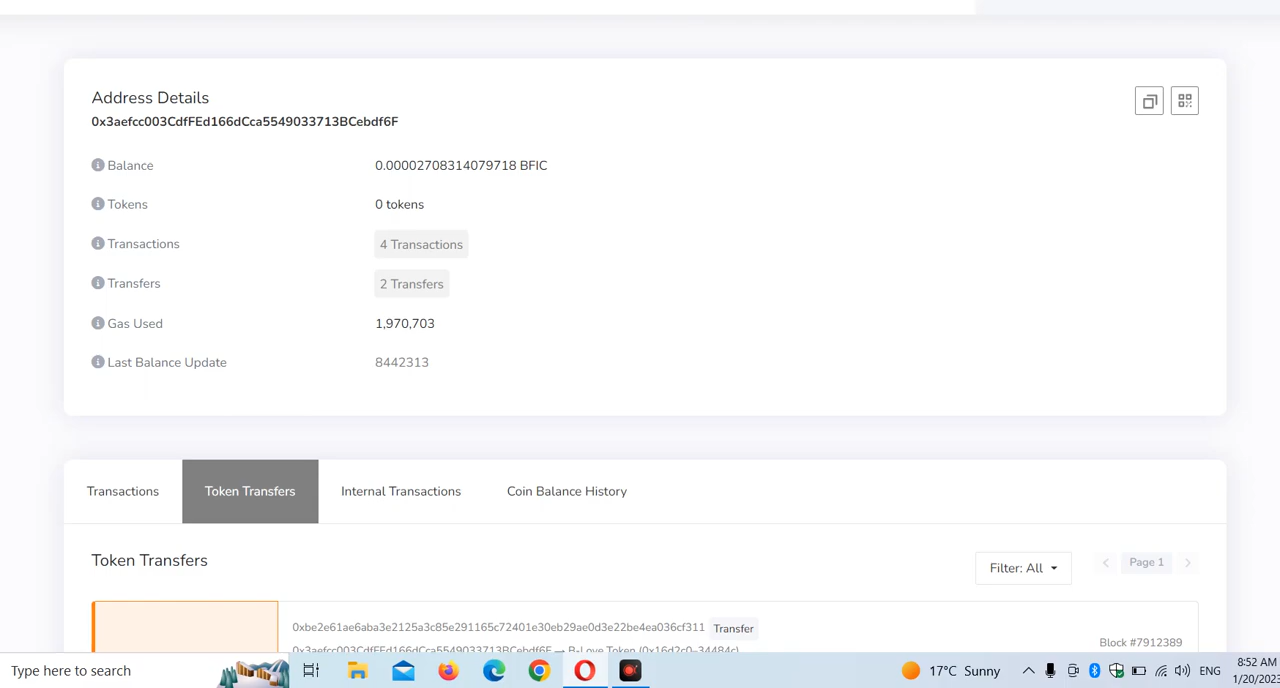 Address Details
0x3aefcc003CdfFEd166dCca5549033713BCebdf6F
Balance 0.00002708314079718 BFIC
Tokens 0 tokens
Transactions 4 Transactions
Transfers 2 Transfers
Gas Used 1,970,703
Last Balance Update 8442313
Transactions Token Transfers Internal Transactions Coin Balance History
Token Transfers
Filter: All Page 1
0xbe2e61ae6aba3e2125a3c85e291165c72401e30eb29ae0d3e22be4ea036cf311 Transfer
Block #7912389
0x3aefcc003CdfFEd166dCca5549033713BCebdf6F → B-Love Token (0x16d2c0–34484c)
Type here to search 17°C Sunny ENG 8:52 AM
1/20/2023